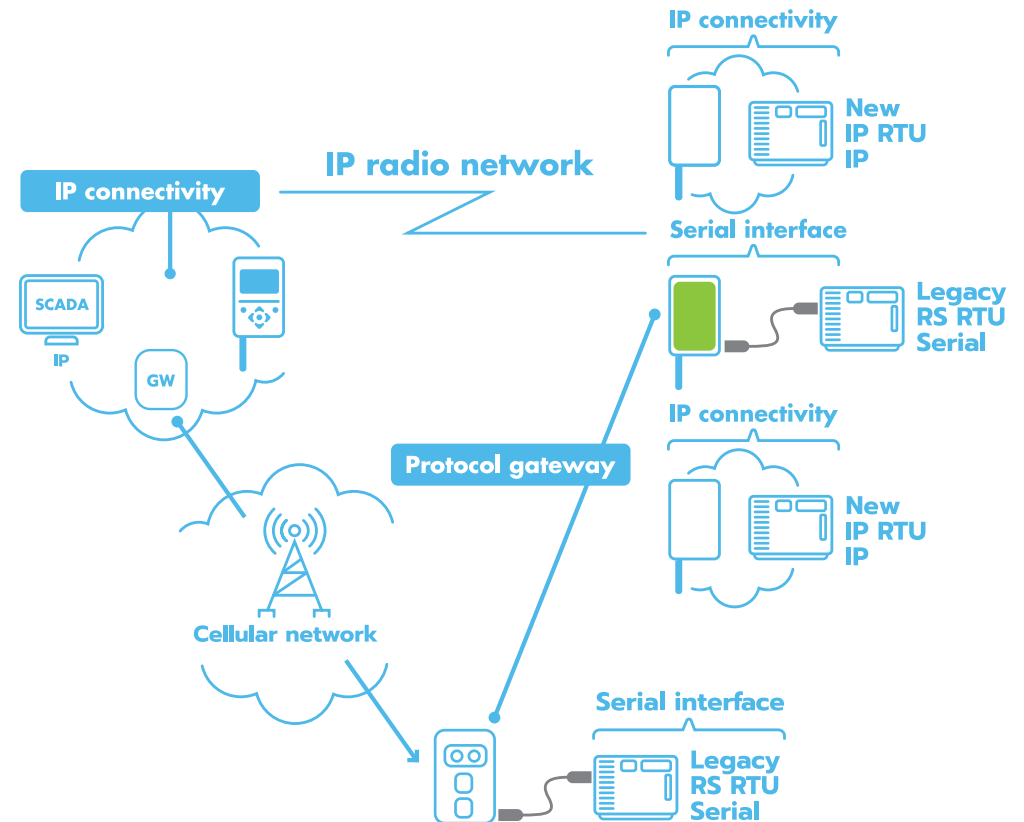 IP connectivity
New
IP RTU
IP
IP radio network
IP connectivity
Serial interface
SCADA
IP
GW
Legacy
RS RTU
Serial
IP connectivity
Protocol gateway
New
IP RTU
IP
Cellular network
Serial interface
Legacy
RS RTU
Serial